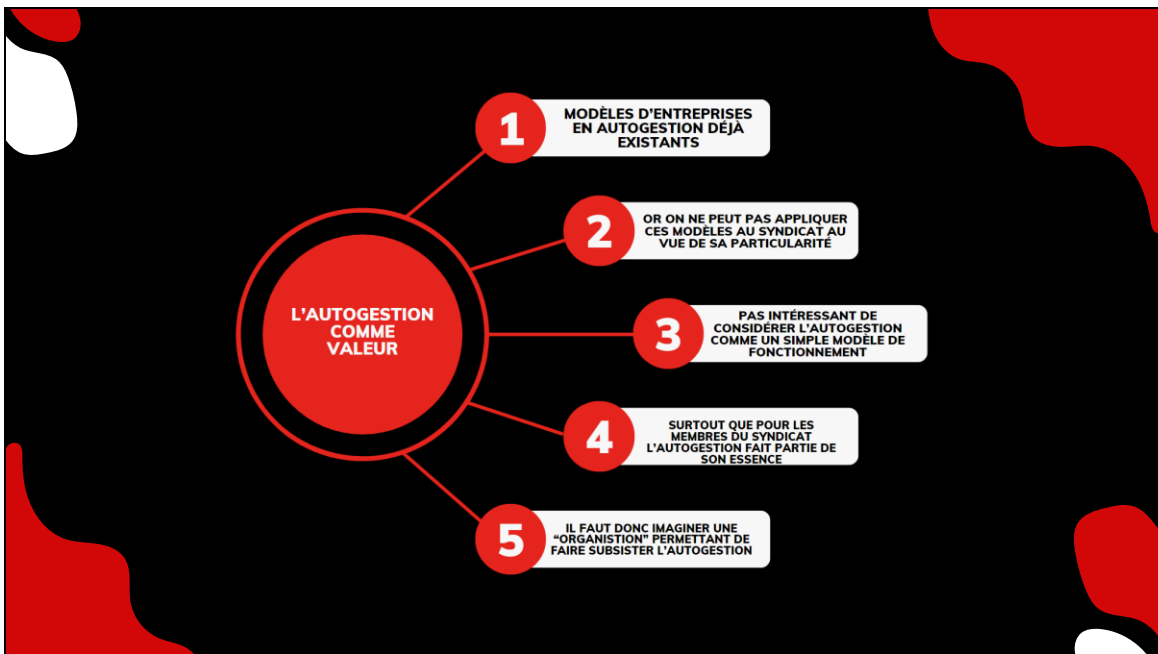 L'AUTOGESTION
COMME
VALEUR
1
MODÈLES D'ENTREPRISES
EN AUTOGESTION DÉJÀ
EXISTANTS
2
OR ON NE PEUT PAS APPLIQUER
CES MODÈLES AU SYNDICAT AU
VUE DE SA PARTICULARITÉ
3
PAS INTÉRESSANT DE
CONSIDÉRER L'AUTOGESTION
COMME UN SIMPLE MODÈLE DE
FONCTIONNEMENT
4
SURTOUT QUE POUR LES
MEMBRES DU SYNDICAT
L'AUTOGESTION FAIT PARTIE DE
SON ESSENCE
5
IL FAUT DONC IMAGINER UNE
“ORGANISTION” PERMETTANT DE
FAIRE SUBSISTER L'AUTOGESTION